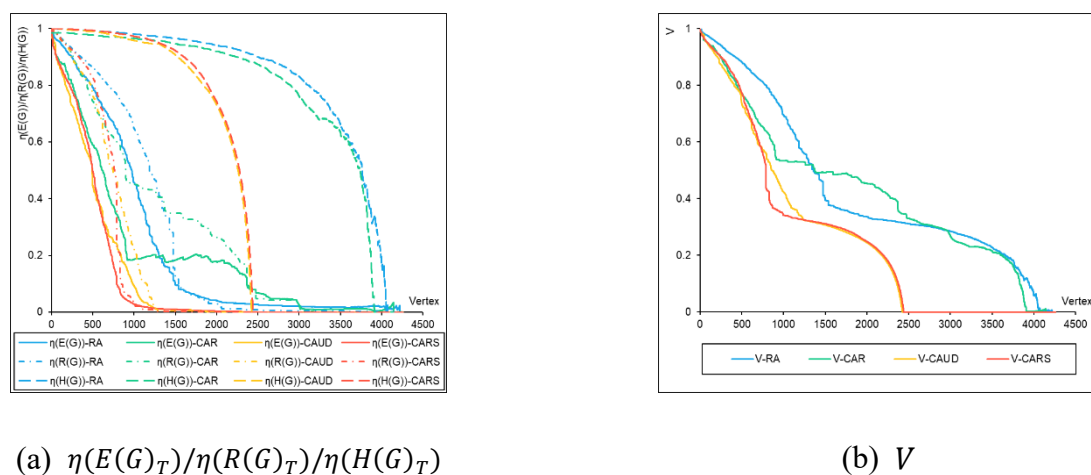 η(E(G))/η(R(G))/η(H(G))
1
0.8
0.6
0.4
0.2
0
0 500 1000 1500 2000 2500 3000 3500 4000 4500
Vertex
η(E(G))-RA η(E(G))-CAR η(E(G))-CAUD η(E(G))-CARS
η(R(G))-RA η(R(G))-CAR η(R(G))-CAUD η(R(G))-CARS
η(H(G))-RA η(H(G))-CAR η(H(G))-CAUD η(H(G))-CARS
(a) η(E(G)_T)/η(R(G)_T)/η(H(G)_T)
V
1
0.8
0.6
0.4
0.2
0
0 500 1000 1500 2000 2500 3000 3500 4000 4500
Vertex
V-RA V-CAR V-CAUD V-CARS
(b) V